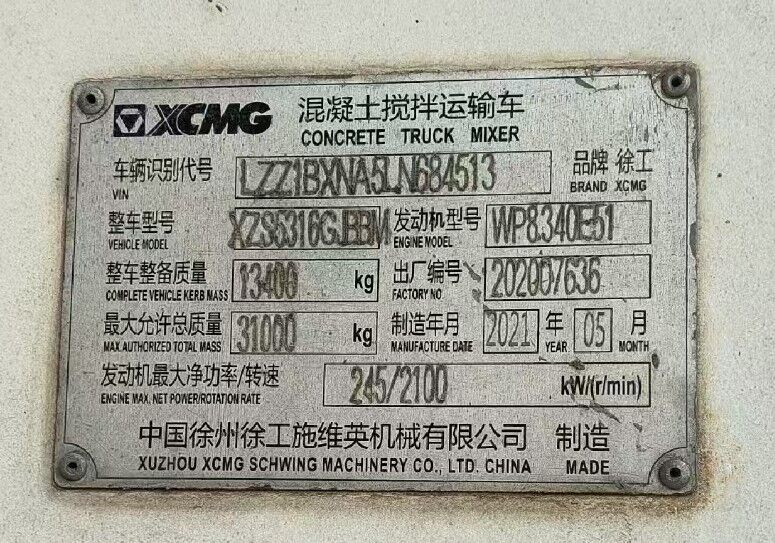 XCMG 混凝土搅拌运输车
CONCRETE TRUCK MIXER
车辆识别代号 LZZ1BXNA5LN684513 品牌 徐工
VIN BRAND XCMG
整车型号 XZS5316GJBBM 发动机型号 WP8.340E51
VEHICLE MODEL ENGINE MODEL
整车整备质量 13400 kg 出厂编号 2020D7636
COMPLETE VEHICLE KERB MASS FACTORY NO.
最大允许总质量 31000 kg 制造年月 2021 年 05 月
MAX.AUTHORIZED TOTAL MASS MANUFACTURE DATE YEAR MONTH
发动机最大净功率/转速 245/2100 kW/(r/min)
ENGINE MAX. NET POWER/ROTATION RATE
中国徐州徐工施维英机械有限公司 制造
XUZHOU XCMG SCHWING MACHINERY CO., LTD. CHINA MADE